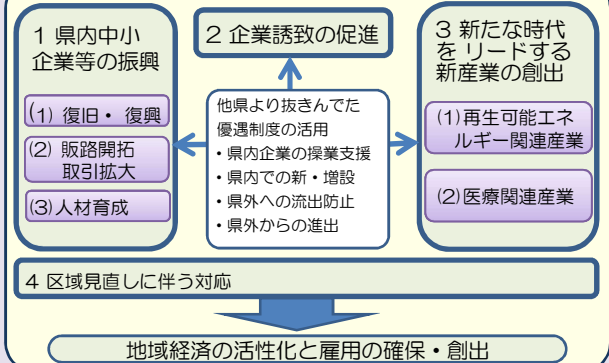 1 県内中小
企業等の振興
(1) 復旧・ 復興
(2) 販路開拓
取引拡大
(3)人材育成
2 企業誘致の促進
他県より抜きんでた
優遇制度の活用
・県内企業の操業支援
・県内での新・増設
・県外への流出防止
・県外からの進出
3 新たな時代
を リードする
新産業の創出
(1)再生可能エネ
ルギー関連産業
(2)医療関連産業
4 区域見直しに伴う対応
地域経済の活性化と雇用の確保・創出